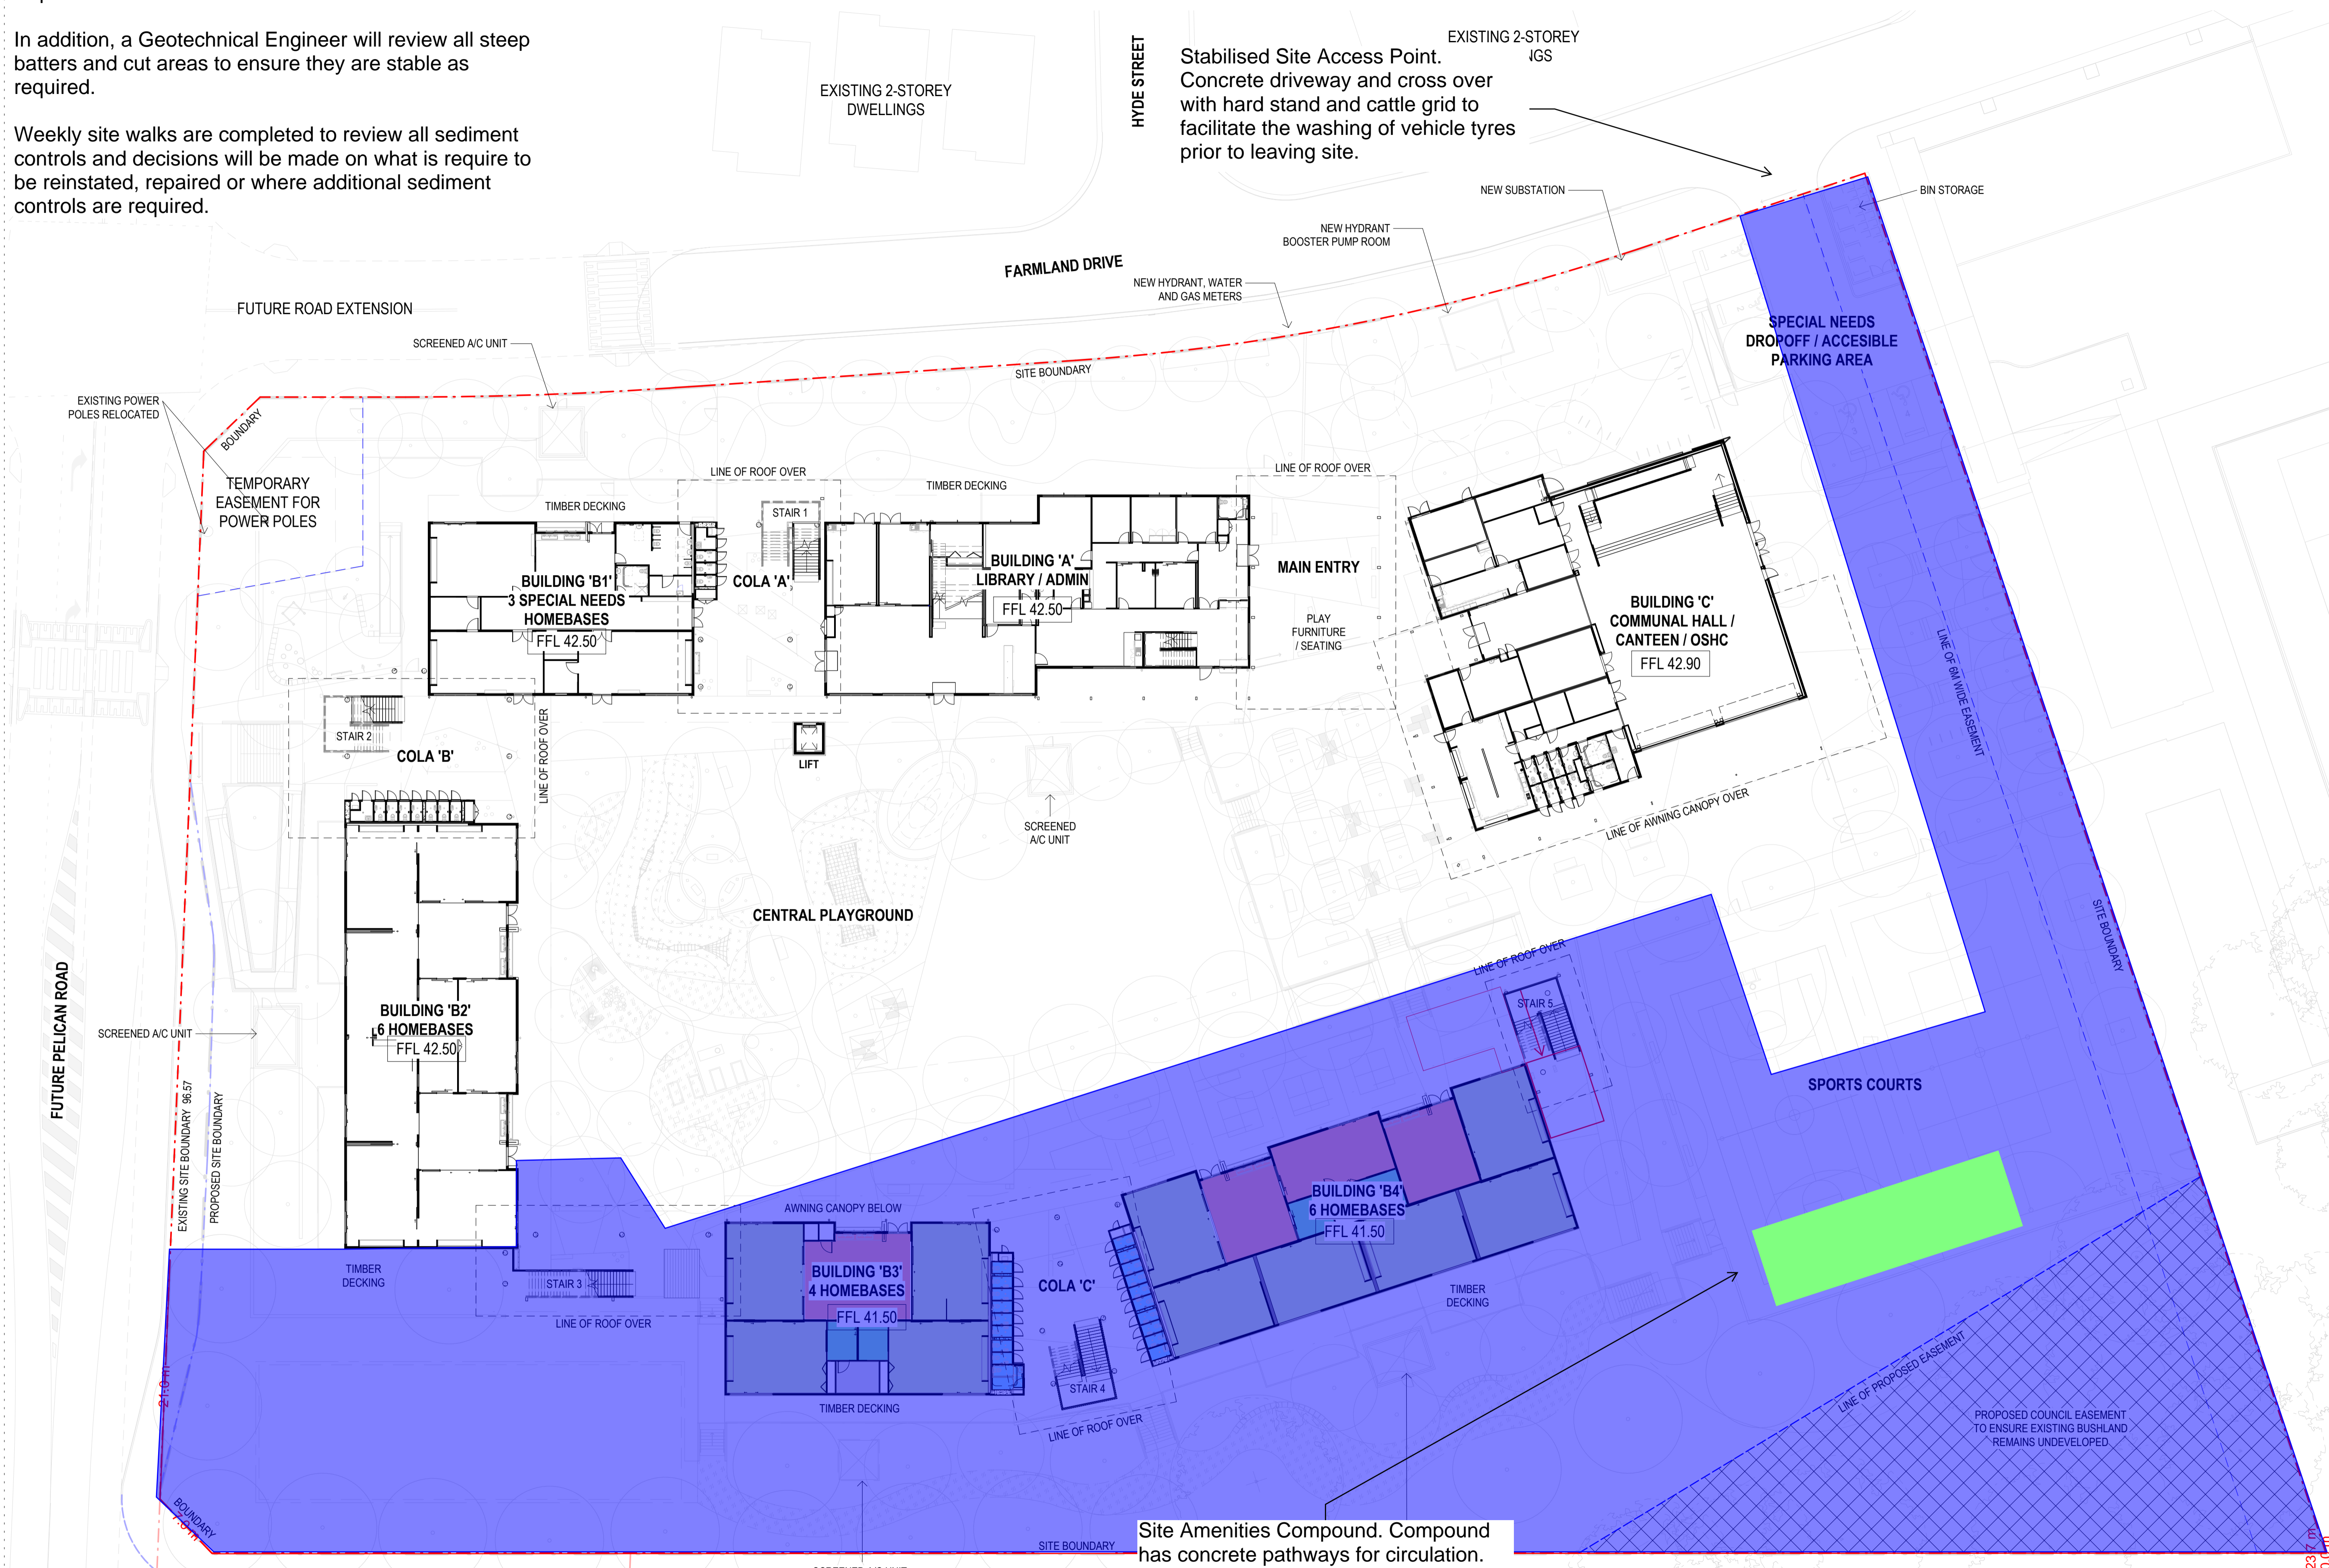 In addition, a Geotechnical Engineer will review all steep
batters and cut areas to ensure they are stable as
required.
Weekly site walks are completed to review all sediment
controls and decisions will be made on what is require to
be reinstated, repaired or where additional sediment
controls are required.
EXISTING 2-STOREY
DWELLINGS
HYDE STREET
EXISTING 2-STOREY
Stabilised Site Access Point.
Concrete driveway and cross over
with hard stand and cattle grid to
facilitate the washing of vehicle tyres
prior to leaving site.
NEW SUBSTATION
BIN STORAGE
NEW HYDRANT
BOOSTER PUMP ROOM
FARMLAND DRIVE
NEW HYDRANT, WATER
AND GAS METERS
FUTURE ROAD EXTENSION
SCREENED A/C UNIT
SITE BOUNDARY
SPECIAL NEEDS
DROPOFF / ACCESIBLE
PARKING AREA
EXISTING POWER
POLES RELOCATED
BOUNDARY
TEMPORARY
EASEMENT FOR
POWER POLES
LINE OF ROOF OVER
LINE OF ROOF OVER
TIMBER DECKING
TIMBER DECKING
STAIR 1
BUILDING 'B1'
3 SPECIAL NEEDS
HOMEBASES
FFL 42.50
COLA 'A'
BUILDING 'A'
LIBRARY / ADMIN
FFL 42.50
MAIN ENTRY
PLAY
FURNITURE
/ SEATING
BUILDING 'C'
COMMUNAL HALL /
CANTEEN / OSHC
FFL 42.90
LINE OF 6M WIDE EASEMENT
STAIR 2
COLA 'B'
LINE OF ROOF OVER
LIFT
SCREENED
A/C UNIT
LINE OF AWNING CANOPY OVER
CENTRAL PLAYGROUND
SITE BOUNDARY
LINE OF ROOF OVER
STAIR 5
FUTURE PELICAN ROAD
SCREENED A/C UNIT
BUILDING 'B2'
6 HOMEBASES
FFL 42.50
EXISTING SITE BOUNDARY 96.57
PROPOSED SITE BOUNDARY
SPORTS COURTS
AWNING CANOPY BELOW
BUILDING 'B4'
6 HOMEBASES
FFL 41.50
TIMBER
DECKING
STAIR 3
BUILDING 'B3'
4 HOMEBASES
FFL 41.50
COLA 'C'
TIMBER
DECKING
LINE OF ROOF OVER
21.0 m
STAIR 4
TIMBER DECKING
LINE OF ROOF OVER
LINE OF PROPOSED EASEMENT
PROPOSED COUNCIL EASEMENT
TO ENSURE EXISTING BUSHLAND
REMAINS UNDEVELOPED
BOUNDARY
7.0 m
SITE BOUNDARY
Site Amenities Compound. Compound
has concrete pathways for circulation.
23.7 m